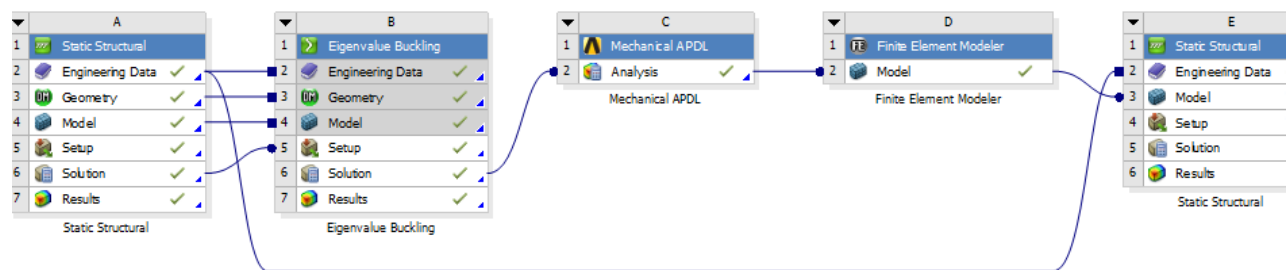 A
1 Static Structural
2 Engineering Data
3 DM Geometry
4 Model
5 Setup
6 Solution
7 Results
Static Structural
B
1 Eigenvalue Buckling
2 Engineering Data
3 DM Geometry
4 Model
5 Setup
6 Solution
7 Results
Eigenvalue Buckling
C
1 Mechanical APDL
2 Analysis
Mechanical APDL
D
1 FE Finite Element Modeler
2 Model
Finite Element Modeler
E
1 Static Structural
2 Engineering Data
3 Model
4 Setup
5 Solution
6 Results
Static Structural